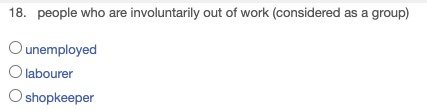 18. people who are involuntarily out of work (considered as a group)
unemployed
labourer
shopkeeper